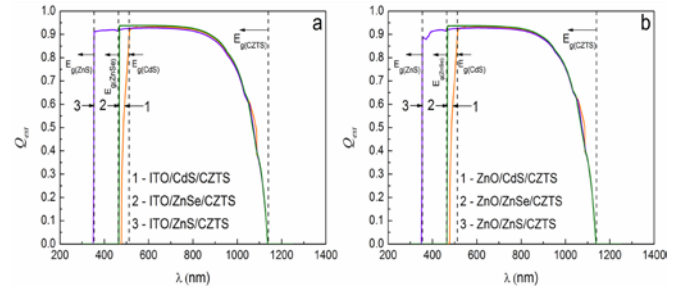 a
1.0
0.9
0.8
0.7
0.6
0.5
0.4
0.3
0.2
0.1
0.0
Q_ext
E_g(ZnS)
E_g(ZnSe)
E_g(CdS)
E_g(CZTS)
3
2
1
1 - ITO/CdS/CZTS
2 - ITO/ZnSe/CZTS
3 - ITO/ZnS/CZTS
200 400 600 800 1000 1200 1400
λ (nm)
b
1.0
0.9
0.8
0.7
0.6
0.5
0.4
0.3
0.2
0.1
0.0
Q_ext
E_g(ZnS)
E_g(ZnSe)
E_g(CdS)
E_g(CZTS)
3
2
1
1 - ZnO/CdS/CZTS
2 - ZnO/ZnSe/CZTS
3 - ZnO/ZnS/CZTS
200 400 600 800 1000 1200 1400
λ (nm)